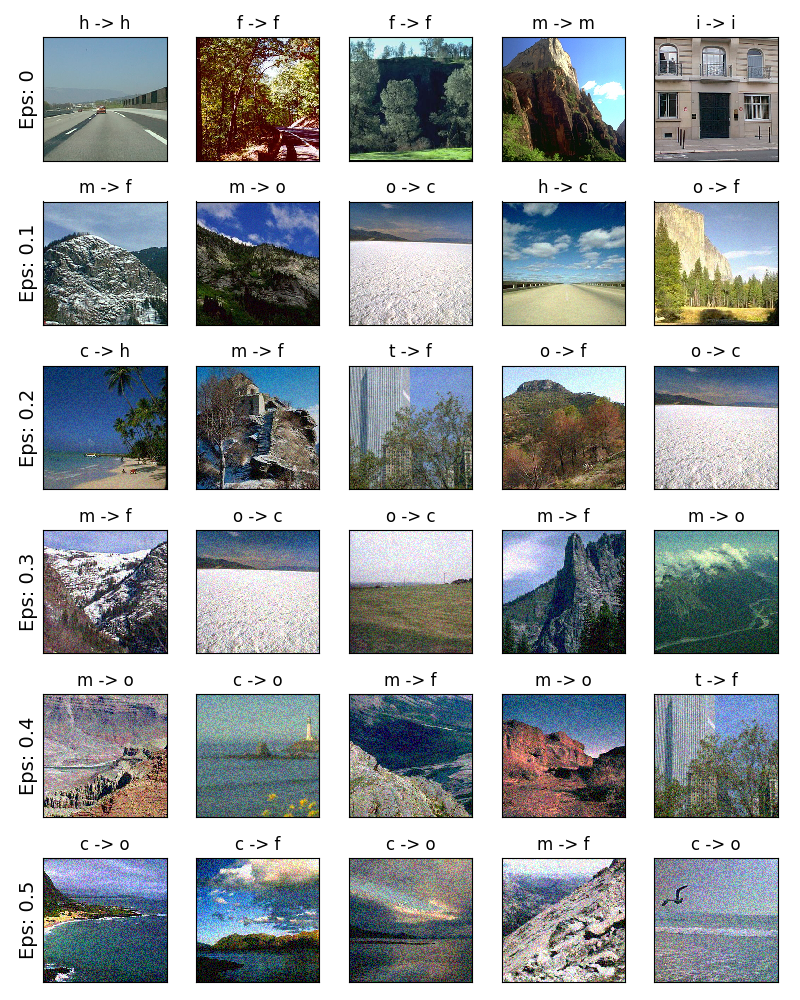 h -> h
f -> f
f -> f
m -> m
i -> i
Eps: 0
m -> f
m -> o
o -> c
h -> c
o -> f
Eps: 0.1
c -> h
m -> f
t -> f
o -> f
o -> c
Eps: 0.2
m -> f
o -> c
o -> c
m -> f
m -> o
Eps: 0.3
m -> o
c -> o
m -> f
m -> o
t -> f
Eps: 0.4
c -> o
c -> f
c -> o
m -> f
c -> o
Eps: 0.5